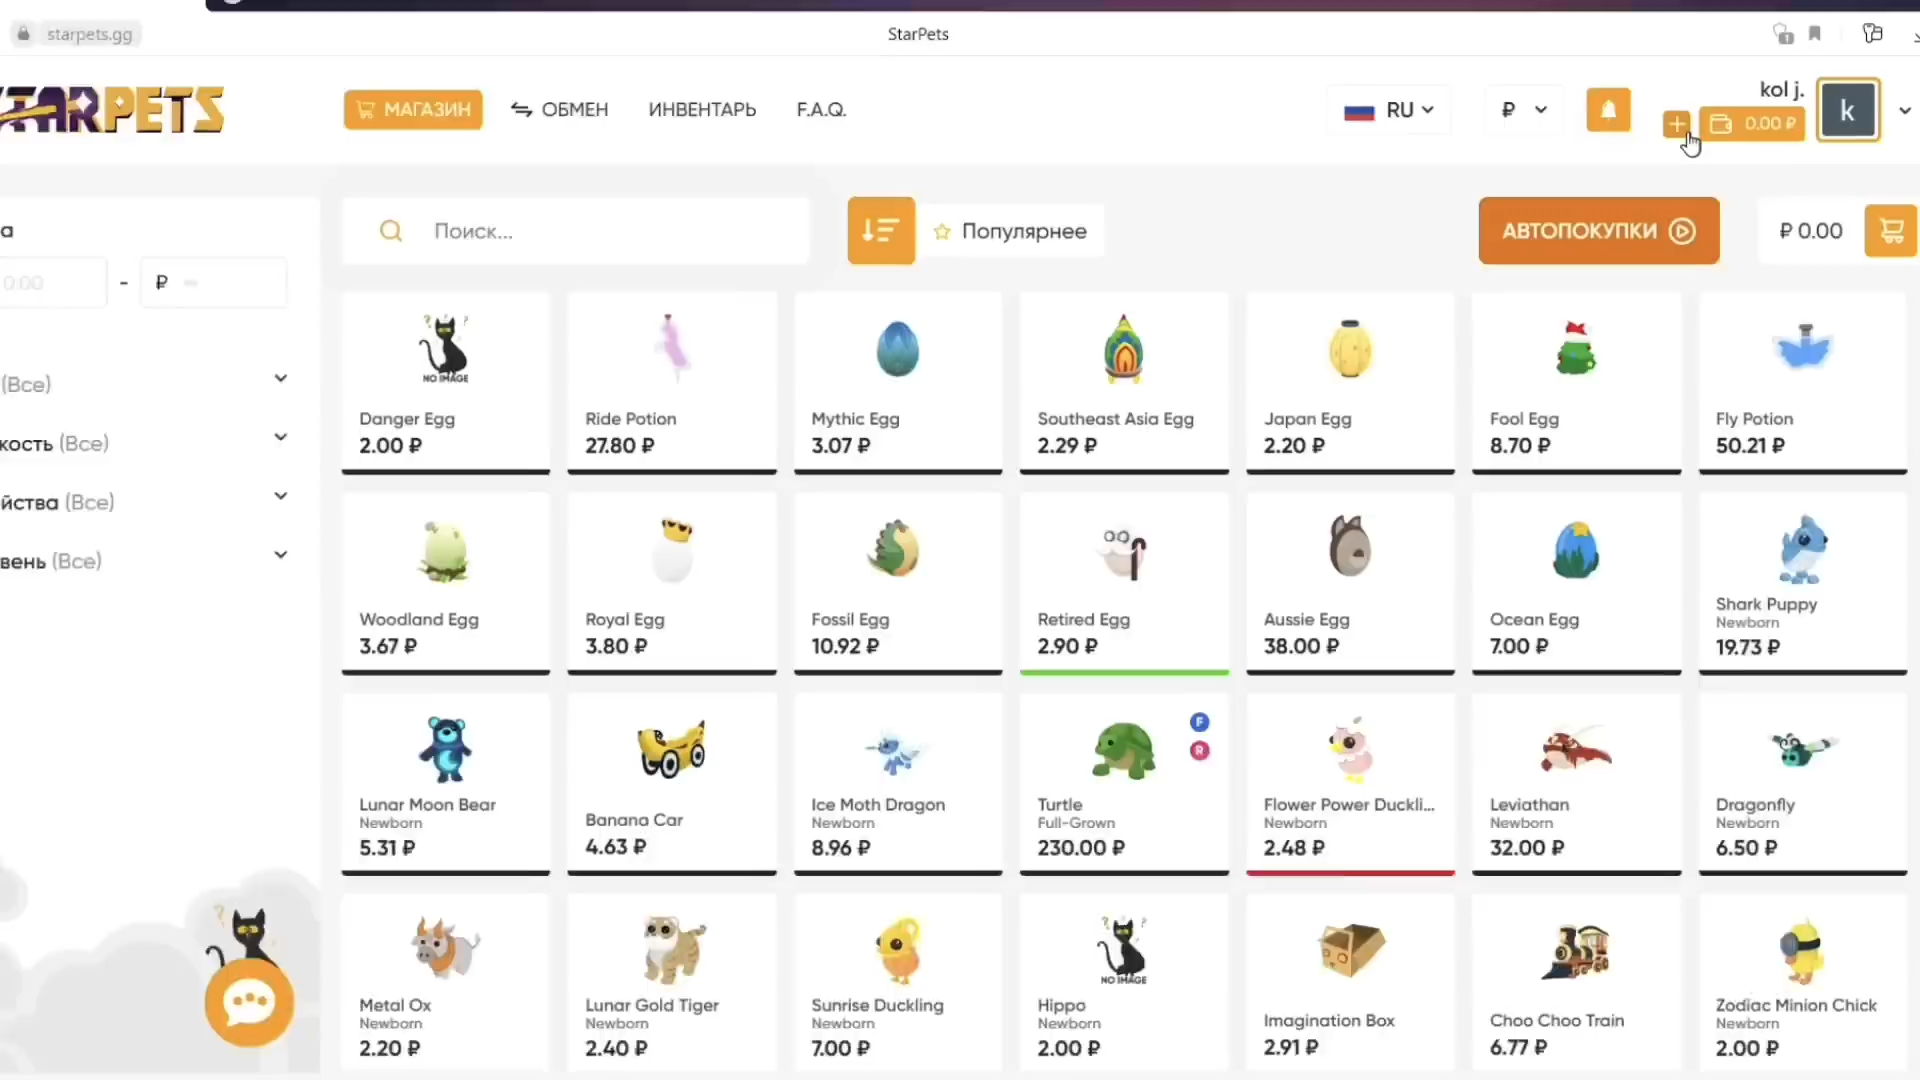 starpets.gg
StarPets
STARPETS
МАГАЗИН
ОБМЕН
ИНВЕНТАРЬ
F.A.Q.
RU
₽
kol j.
0.00 ₽
k
а
0.00
-
₽
Поиск...
Популярнее
АВТОПОКУПКИ
₽ 0.00
(Все)
кость (Все)
йства (Все)
вень (Все)
NO IMAGE
Danger Egg
2.00 ₽
Ride Potion
27.80 ₽
Mythic Egg
3.07 ₽
Southeast Asia Egg
2.29 ₽
Japan Egg
2.20 ₽
Fool Egg
8.70 ₽
Fly Potion
50.21 ₽
Woodland Egg
3.67 ₽
Royal Egg
3.80 ₽
Fossil Egg
10.92 ₽
Retired Egg
2.90 ₽
Aussie Egg
38.00 ₽
Ocean Egg
7.00 ₽
Shark Puppy
Newborn
19.73 ₽
Lunar Moon Bear
Newborn
5.31 ₽
Banana Car
4.63 ₽
Ice Moth Dragon
Newborn
8.96 ₽
F
R
Turtle
Full-Grown
230.00 ₽
Flower Power Duckli...
Newborn
2.48 ₽
Leviathan
Newborn
32.00 ₽
Dragonfly
Newborn
6.50 ₽
Metal Ox
Newborn
2.20 ₽
Lunar Gold Tiger
Newborn
2.40 ₽
Sunrise Duckling
Newborn
7.00 ₽
NO IMAGE
Hippo
Newborn
2.00 ₽
Imagination Box
2.91 ₽
Choo Choo Train
6.77 ₽
Zodiac Minion Chick
Newborn
2.00 ₽